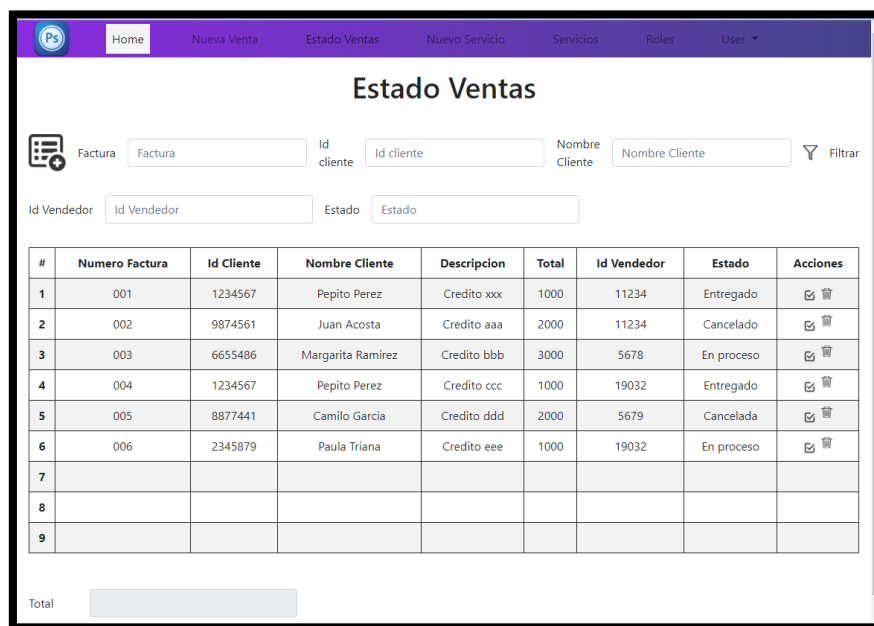 Ps Home Nueva Venta Estado Ventas Nuevo Servicio Servicios Roles User
Estado Ventas
Factura Factura Id cliente Id cliente Nombre Cliente Nombre Cliente Filtrar
Id Vendedor Id Vendedor Estado Estado
# Numero Factura Id Cliente Nombre Cliente Descripcion Total Id Vendedor Estado Acciones
1 001 1234567 Pepito Perez Credito xxx 1000 11234 Entregado
2 002 9874561 Juan Acosta Credito aaa 2000 11234 Cancelado
3 003 6655486 Margarita Ramirez Credito bbb 3000 5678 En proceso
4 004 1234567 Pepito Perez Credito ccc 1000 19032 Entregado
5 005 8877441 Camilo Garcia Credito ddd 2000 5679 Cancelada
6 006 2345879 Paula Triana Credito eee 1000 19032 En proceso
7
8
9
Total